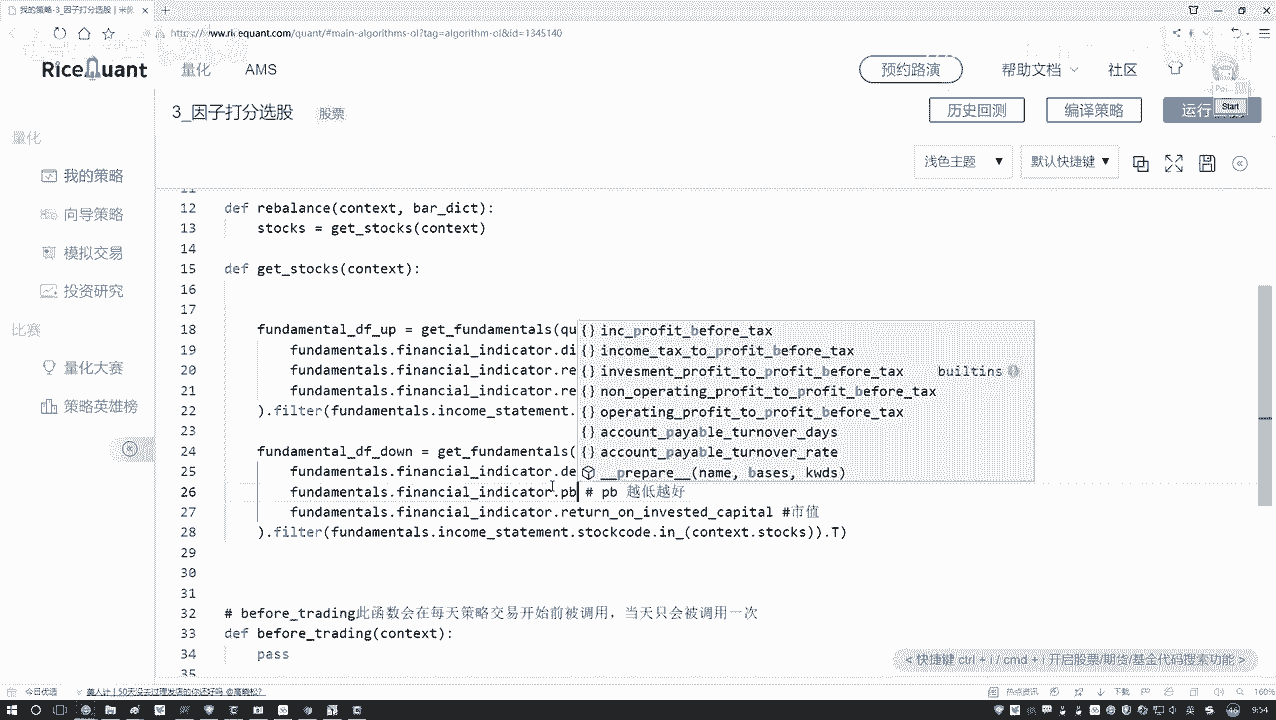 我的策略-3_因子打分选股 | 米筐
www.ricequant.com/quant/#main-algorithms-ol?tag=algorithm-ol&id=1345140
RiceQuant
量化
AMS
预约路演
帮助文档
社区
3_因子打分选股
股票
历史回测
编译策略
运行
Start
浅色主题
默认快捷键
量化
我的策略
向导策略
模拟交易
投资研究
比赛
量化大赛
策略英雄榜
11
12 def rebalance(context, bar_dict):
13 stocks = get_stocks(context)
14
15 def get_stocks(context):
16
17
18 fundamental_df_up = get_fundamentals(qu
19 fundamentals.financial_indicator.di
20 fundamentals.financial_indicator.re
21 fundamentals.financial_indicator.re
22 ).filter(fundamentals.income_statement.
23
24 fundamental_df_down = get_fundamentals(
25 fundamentals.financial_indicator.de
26 fundamentals.financial_indicator.pb # pb 越低越好
27 fundamentals.financial_indicator.return_on_invested_capital #市值
28 ).filter(fundamentals.income_statement.stockcode.in_(context.stocks)).T)
29
30
31
32 # before_trading此函数会在每天策略交易开始前被调用，当天只会被调用一次
33 def before_trading(context):
34 pass
35
{} inc_profit_before_tax
{} income_tax_to_profit_before_tax
{} invesment_profit_to_profit_before_tax builtins
{} non_operating_profit_to_profit_before_tax
{} operating_profit_to_profit_before_tax
{} account_payable_turnover_days
{} account_payable_turnover_rate
__prepare__(name, bases, kwds)
< 快捷键 ctrl + i / cmd + i 开启股票/期货/基金代码搜索功能 >
今日优选
热点资讯
下载
160%
英
9:54